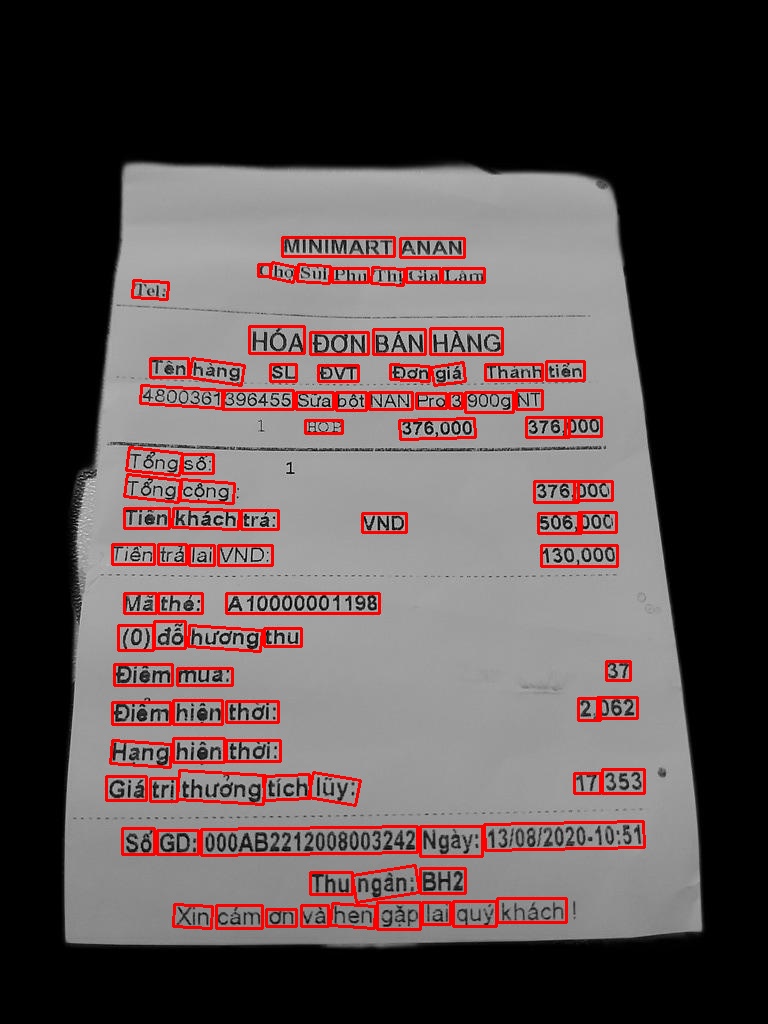 MINIMART ANAN
Chợ Sủi Phú Thị Gia Lâm
Tel:
HÓA ĐƠN BÁN HÀNG
Tên hàng SL ĐVT Đơn giá Thành tiền
4800361396455 Sữa bột NAN Pro 3 900g NT
1 HOP 376,000 376,000
Tổng số: 1
Tổng cộng : 376,000
Tiền khách trả: VND 506,000
Tiền trả lại VND: 130,000
Mã thẻ: A10000001198
(0) đỗ hương thu
Điểm mua: 37
Điểm hiện thời: 2,062
Hạng hiện thời:
Giá trị thưởng tích lũy: 17,353
Số GD: 000AB2212008003242 Ngày: 13/08/2020-10:51
Thu ngân: BH2
Xin cám ơn và hẹn gặp lại quý khách !